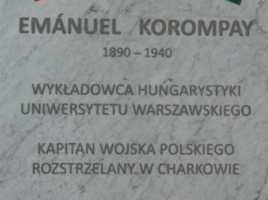 EMÁNUEL KOROMPAY
1890 – 1940
WYKŁADOWCA HUNGARYSTYKI
UNIWERSYTETU WARSZAWSKIEGO
KAPITAN WOJSKA POLSKIEGO
ROZSTRZELANY W CHARKOWIE